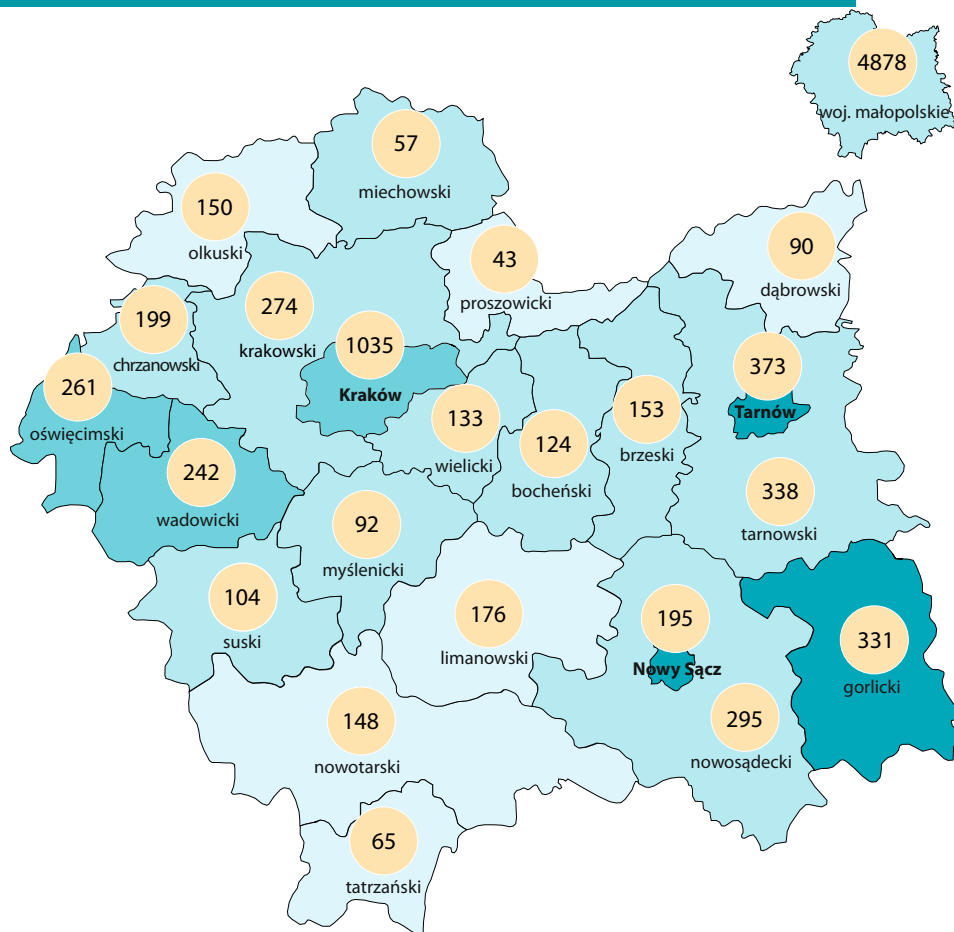 4878
woj. małopolskie
57
miechowski
150
olkuski
90
dąbrowski
43
proszowicki
274
krakowski
199
chrzanowski
1035
Kraków
373
Tarnów
261
oświęcimski
133
wielicki
153
brzeski
124
bocheński
242
wadowicki
338
tarnowski
92
myślenicki
104
suski
176
limanowski
195
Nowy Sącz
331
gorlicki
295
nowosądecki
148
nowotarski
65
tatrzański